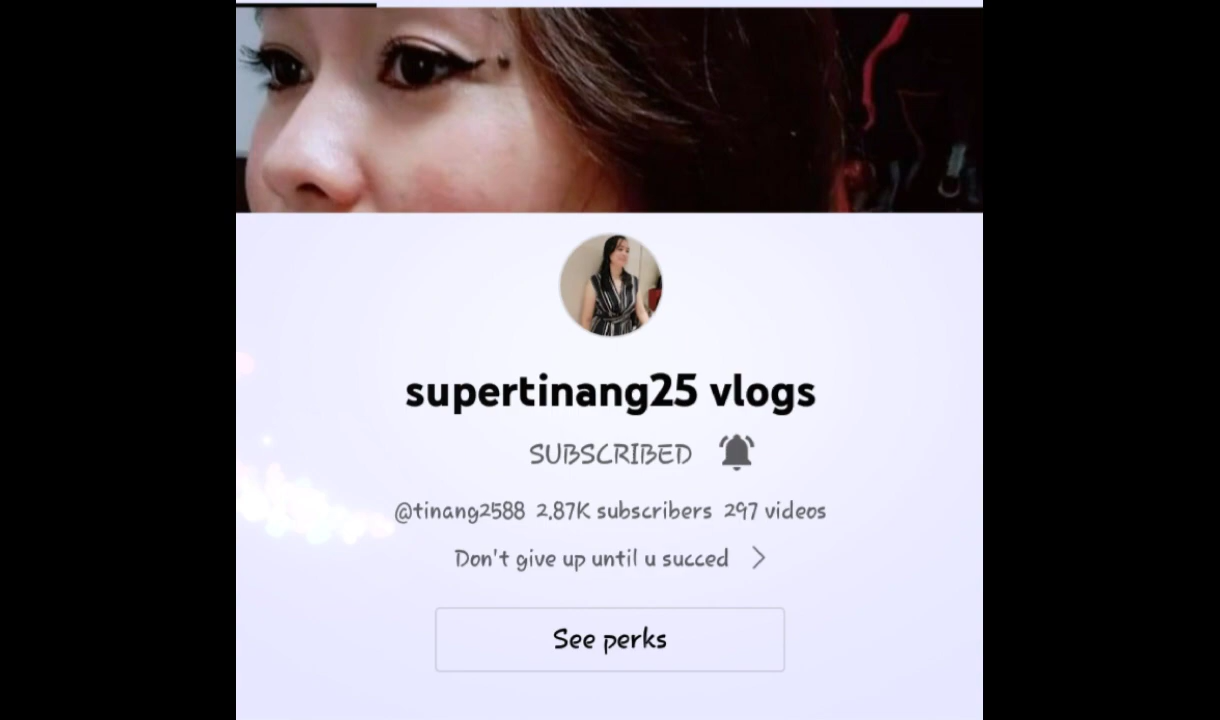 supertinang25 vlogs
SUBSCRIBED
@tinang2588 2.87K subscribers 297 videos
Don't give up until u succed
See perks